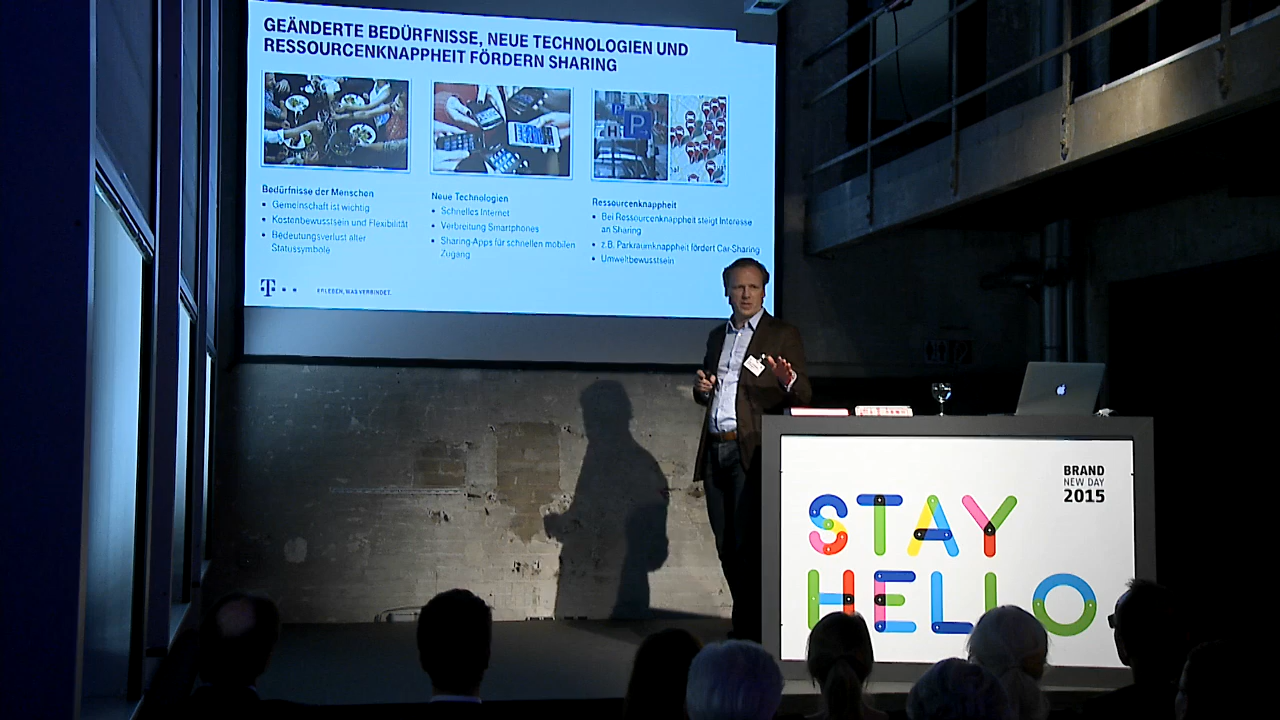 GEÄNDERTE BEDÜRFNISSE, NEUE TECHNOLOGIEN UND
RESSOURCENKNAPPHEIT FÖRDERN SHARING
Bedürfnisse der Menschen
• Gemeinschaft ist wichtig
• Kostenbewusstsein und Flexibilität
• Bedeutungsverlust alter
Statussymbole
Neue Technologien
• Schnelles Internet
• Verbreitung Smartphones
• Sharing-Apps für schnellen mobilen
Zugang
P
H
P
Ressourcenknappheit
• Bei Ressourcenknappheit steigt Interesse
an Sharing
• z.B. Parkraumknappheit fördert Car-Sharing
• Umweltbewusstsein
T
ERLEBEN, WAS VERBINDET.
BRAND
NEW DAY
2015
STAY
HELLO